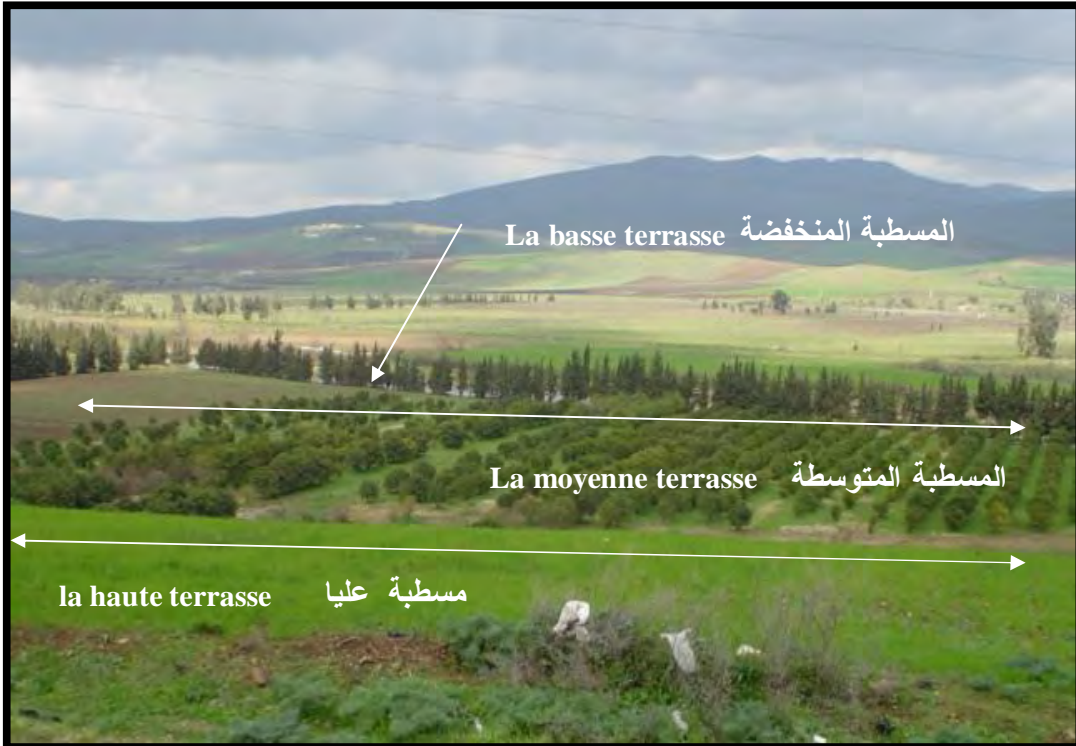 La basse terrasse المسطبة المنخفضة
La moyenne terrasse المسطبة المتوسطة
la haute terrasse مسطبة عليا